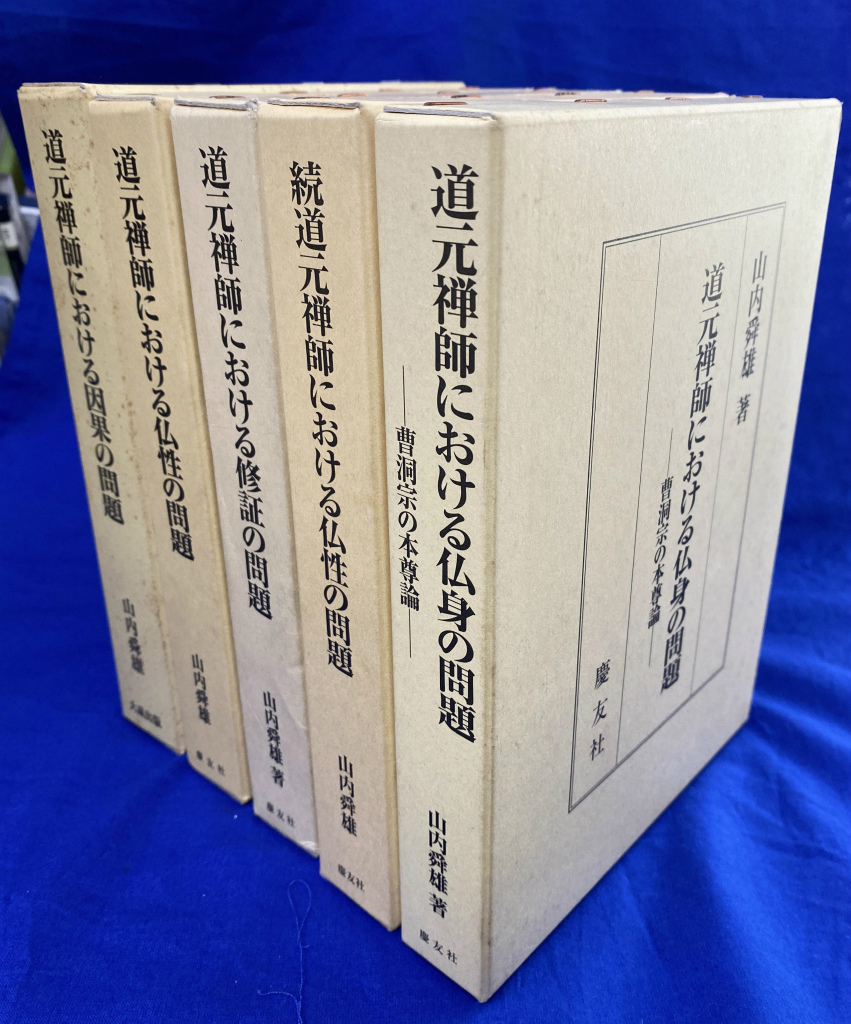 道元禅師における因果の問題
山内舜雄
大蔵出版
道元禅師における仏性の問題
山内舜雄
慶友社
道元禅師における修証の問題
山内舜雄 著
慶友社
続道元禅師における仏性の問題
山内舜雄
慶友社
道元禅師における仏身の問題
――曹洞宗の本尊論――
山内舜雄 著
慶友社
山内舜雄 著
道元禅師における仏身の問題
――曹洞宗の本尊論――
慶友社